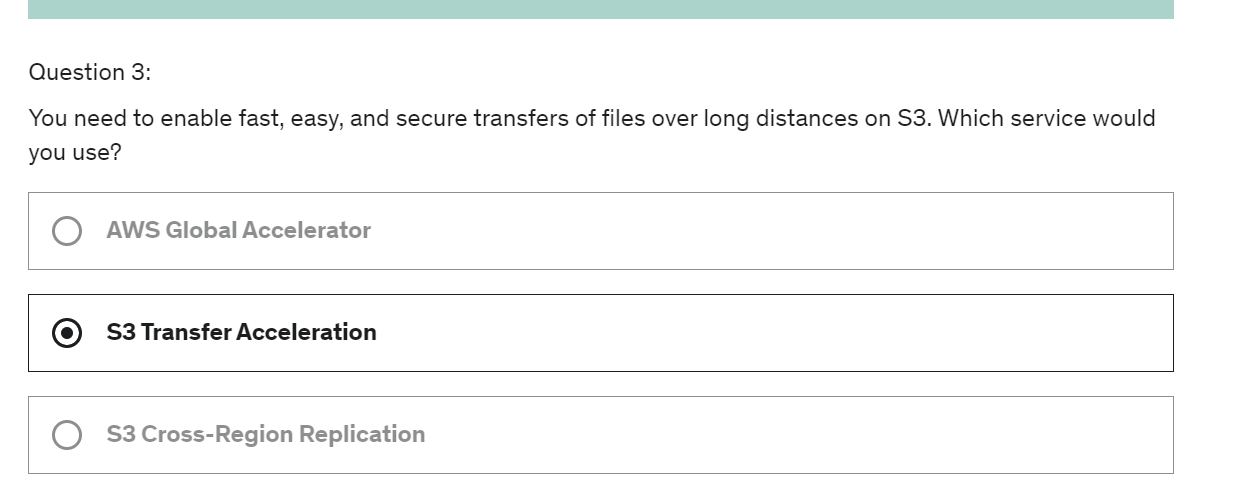 Question 3:
You need to enable fast, easy, and secure transfers of files over long distances on S3. Which service would
you use?
AWS Global Accelerator
S3 Transfer Acceleration
S3 Cross-Region Replication